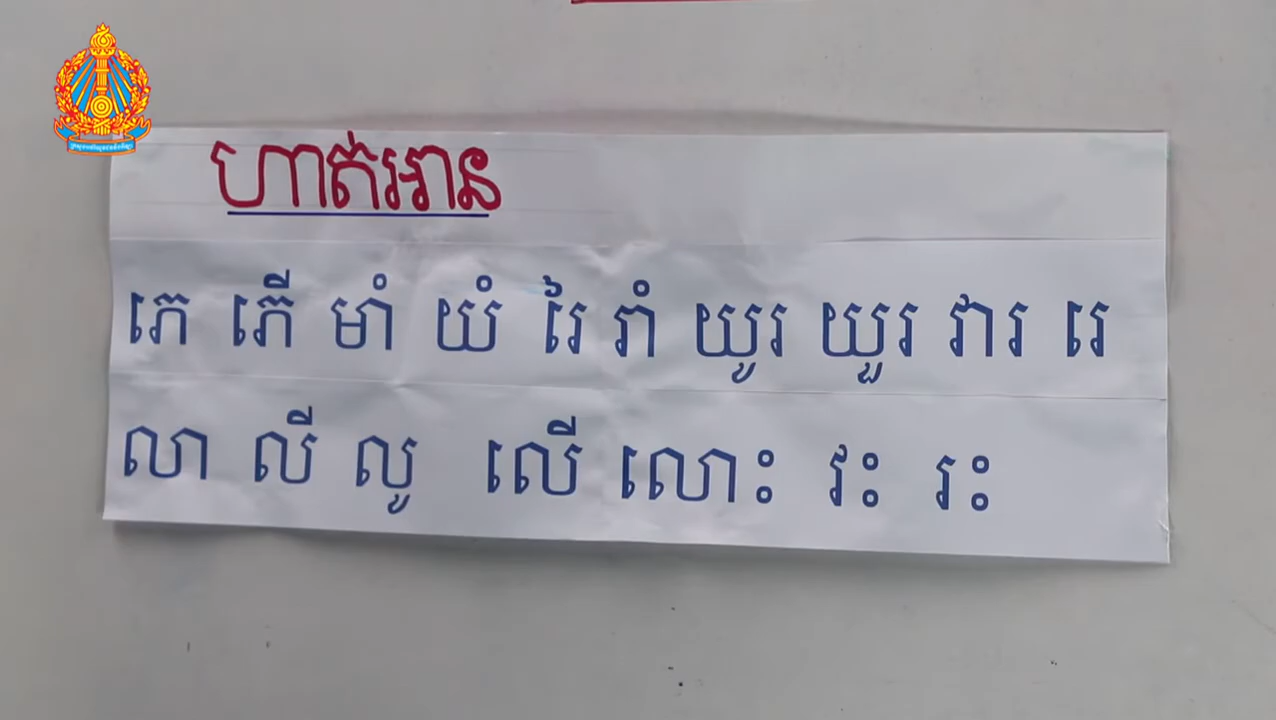 ហាត់អាន
ភេ ភើ មាំ យំ រៃ រាំ យូរ យួរ វារ រេ
លា លី លូ លើ លោះ វះ រះ